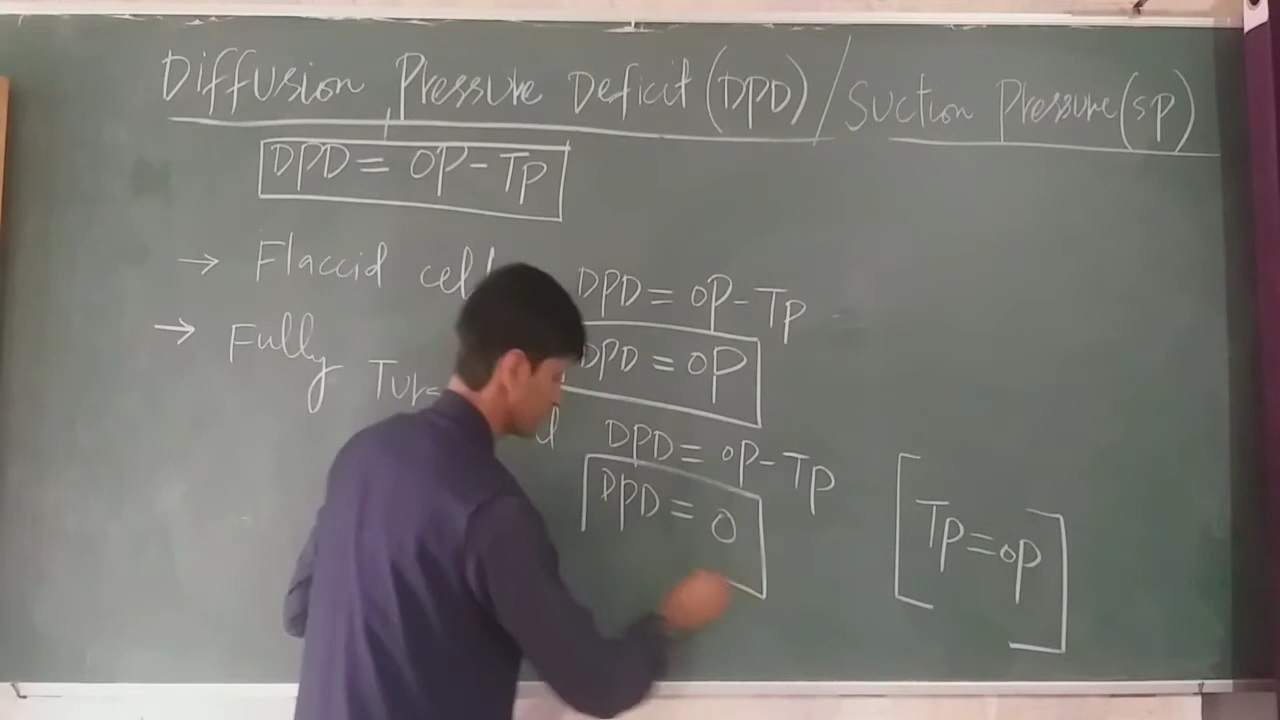 Diffusion Pressure Deficit (DPD) / Suction Pressure (SP)
DPD = OP - TP
→ Flaccid cell DPD = OP - TP
DPD = OP
→ Fully DPD = OP - TP
DPD = 0
[TP = OP]